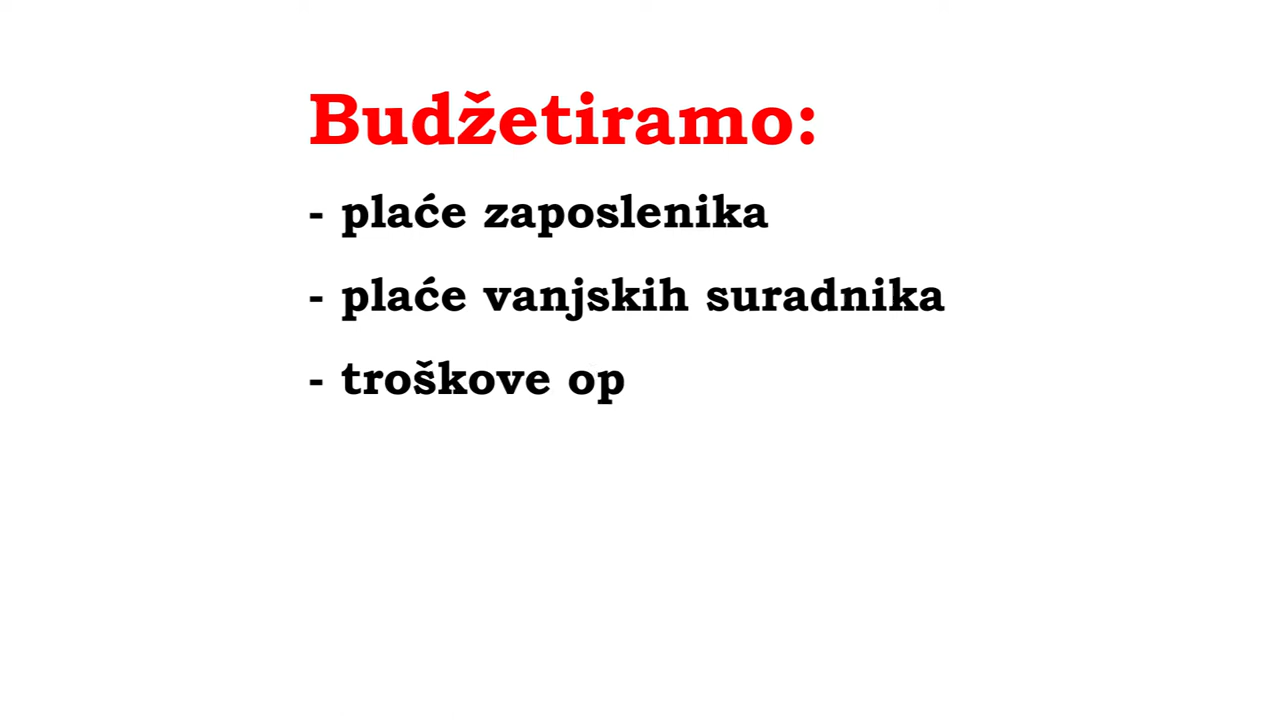 Budžetiramo:
- plaće zaposlenika
- plaće vanjskih suradnika
- troškove op